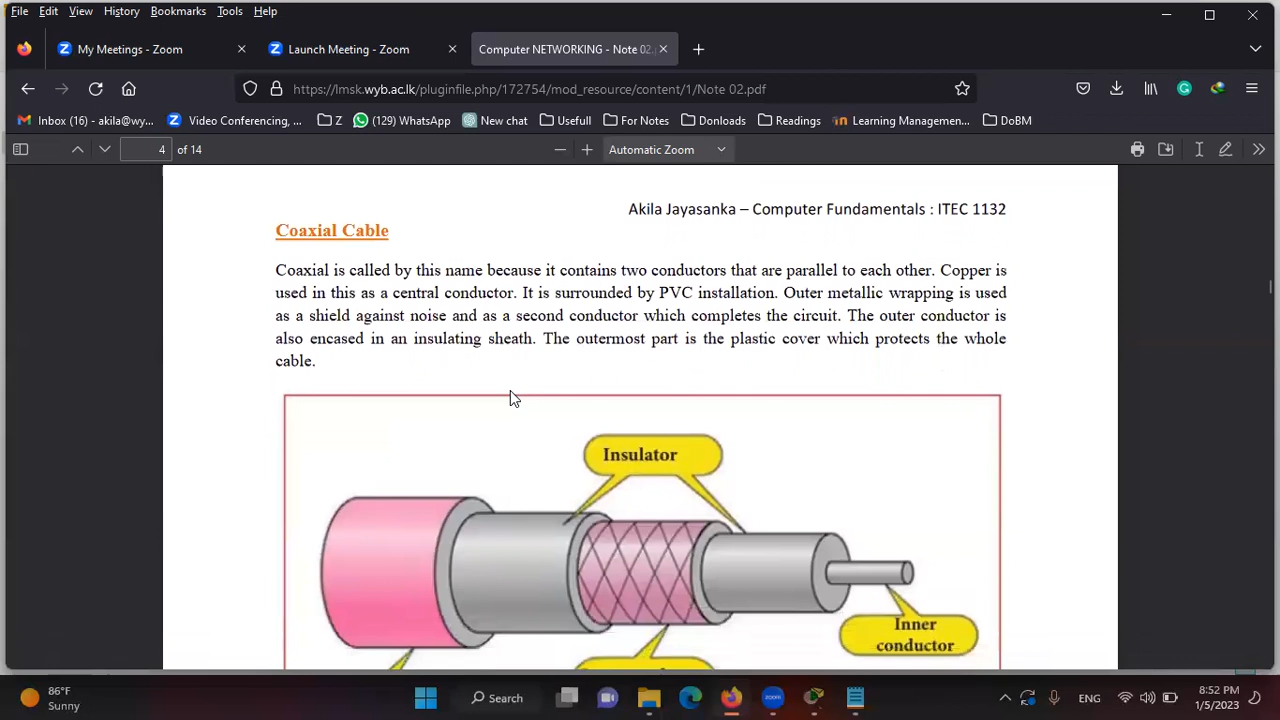 File Edit View History Bookmarks Tools Help
My Meetings - Zoom Launch Meeting - Zoom Computer NETWORKING - Note 02.
https://lmsk.wyb.ac.lk/pluginfile.php/172754/mod_resource/content/1/Note 02.pdf
Inbox (16) - akila@wy... Video Conferencing, ... Z (129) WhatsApp New chat Usefull For Notes Donloads Readings in Learning Managemen... DoBM
4 of 14 Automatic Zoom
Akila Jayasanka – Computer Fundamentals : ITEC 1132
Coaxial Cable
Coaxial is called by this name because it contains two conductors that are parallel to each other. Copper is
used in this as a central conductor. It is surrounded by PVC installation. Outer metallic wrapping is used
as a shield against noise and as a second conductor which completes the circuit. The outer conductor is
also encased in an insulating sheath. The outermost part is the plastic cover which protects the whole
cable.
Insulator
Inner
conductor
86°F
Sunny
Search
zoom
ENG
8:52 PM
1/5/2023